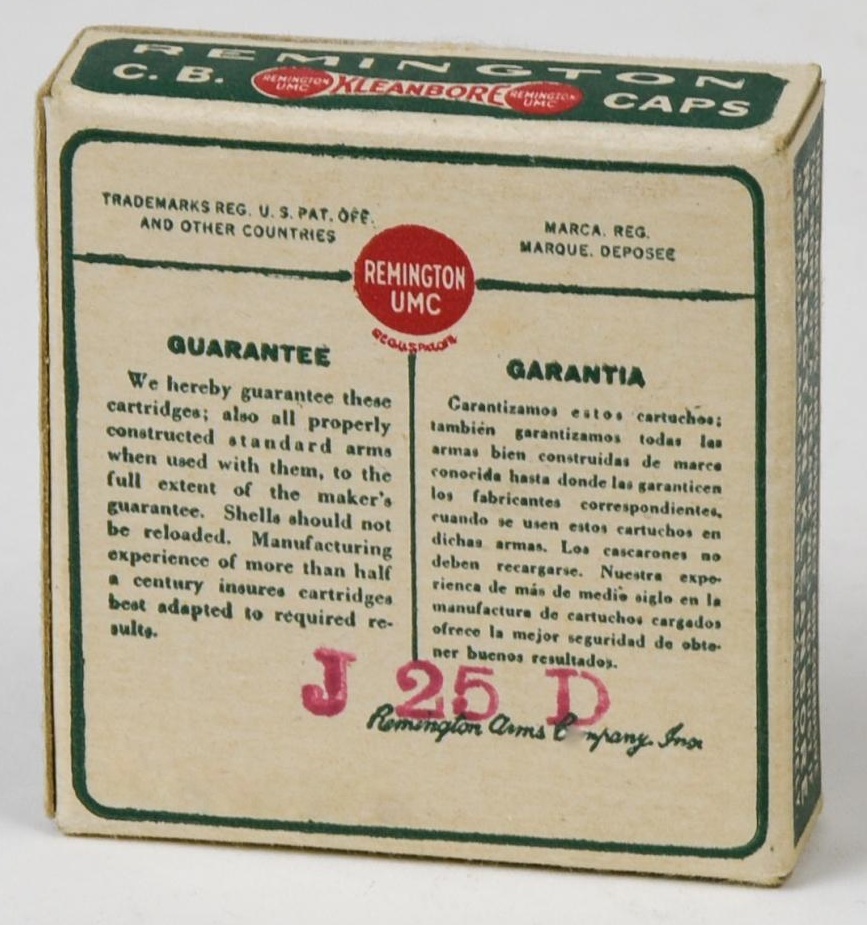 REMINGTON
C. B. REMINGTON UMC KLEANBORE REMINGTON UMC CAPS
TRADEMARKS REG. U. S. PAT. OFF.
AND OTHER COUNTRIES
MARCA. REG.
MARQUE. DEPOSEE
REMINGTON
UMC
REG.U.S.PAT.OFF.
GUARANTEE
We hereby guarantee these
cartridges; also all properly
constructed standard arms
when used with them, to the
full extent of the maker's
guarantee. Shells should not
be reloaded. Manufacturing
experience of more than half
a century insures cartridges
best adapted to required re-
sults.
GARANTIA
Garantizamos estos cartuchos;
también garantizamos todas las
armas bien construidas de marca
conocida hasta donde las garanticen
los fabricantes correspondientes,
cuando se usen estos cartuchos en
dichas armas. Los cascarones no
deben recargarse. Nuestra expe-
riencia de más de medio siglo en la
manufactura de cartuchos cargados
ofrece la mejor seguridad de obte-
ner buenos resultados.
J 25 D
Remington Arms Company, Inc.